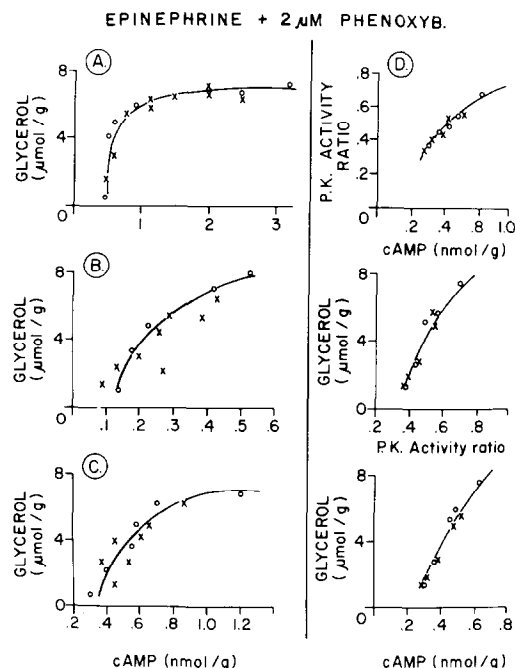 EPINEPHRINE + 2 μM PHENOXYB.
A.
GLYCEROL
(μmol/g)
8
4
0
1
2
3
B.
GLYCEROL
(μmol/g)
8
4
0
.1
.2
.3
.4
.5
.6
C.
GLYCEROL
(μmol/g)
8
4
0
.2
.4
.6
.8
1.0
1.2
1.4
cAMP (nmol/g)
D.
P.K. ACTIVITY
RATIO
.8
.6
.4
.2
0
.2
.4
.6
.8
1.0
cAMP (nmol/g)
GLYCEROL
(μmol/g)
8
4
0
.2
.4
.6
.8
P.K. Activity ratio
GLYCEROL
(μmol/g)
8
4
0
.2
.4
.6
.8
cAMP (nmol/g)